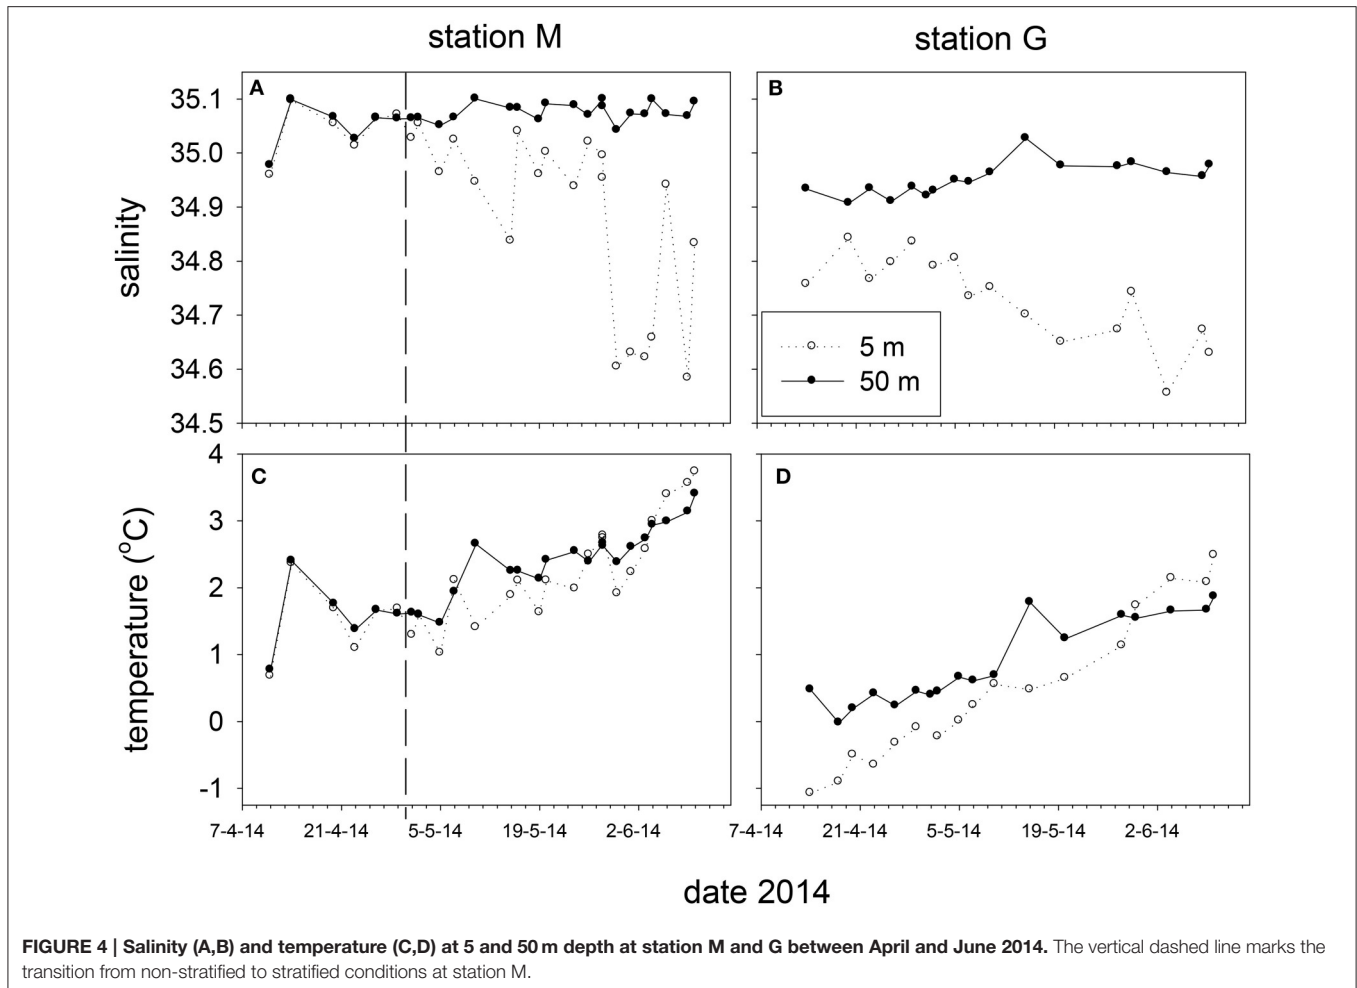 station M
station G
A
B
35.1
35.0
34.9
34.8
34.7
34.6
34.5
salinity
5 m
50 m
C
D
4
3
2
1
0
-1
temperature (ºC)
7-4-14 21-4-14 5-5-14 19-5-14 2-6-14
7-4-14 21-4-14 5-5-14 19-5-14 2-6-14
date 2014
FIGURE 4 | Salinity (A,B) and temperature (C,D) at 5 and 50 m depth at station M and G between April and June 2014. The vertical dashed line marks the
transition from non-stratified to stratified conditions at station M.